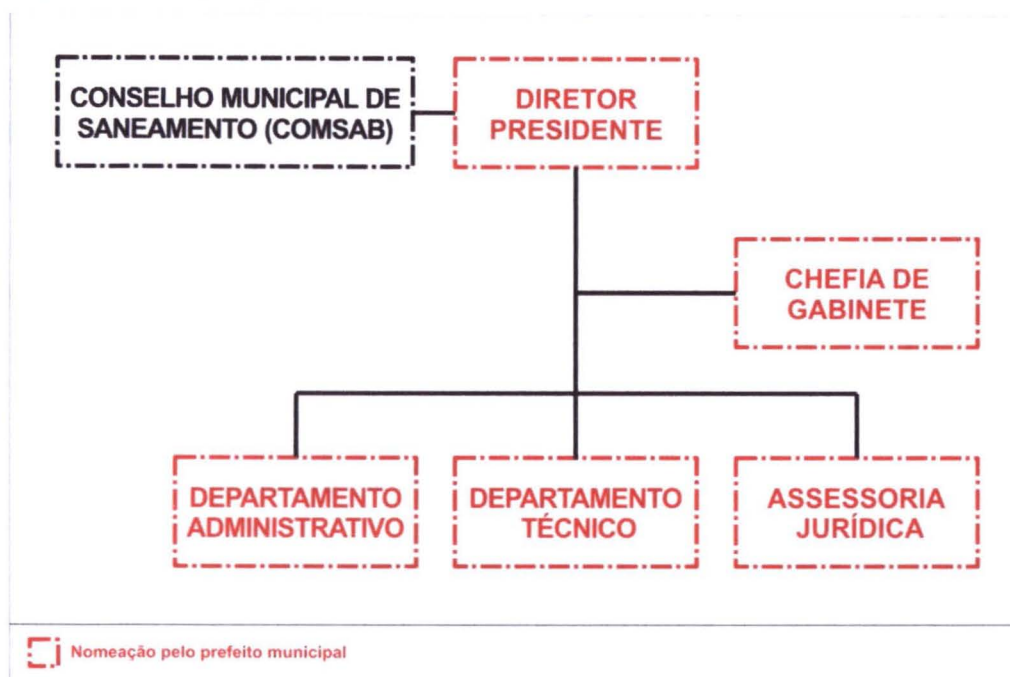 CONSELHO MUNICIPAL DE
SANEAMENTO (COMSAB)
DIRETOR
PRESIDENTE
CHEFIA DE
GABINETE
DEPARTAMENTO
ADMINISTRATIVO
DEPARTAMENTO
TÉCNICO
ASSESSORIA
JURÍDICA
Nomeação pelo prefeito municipal